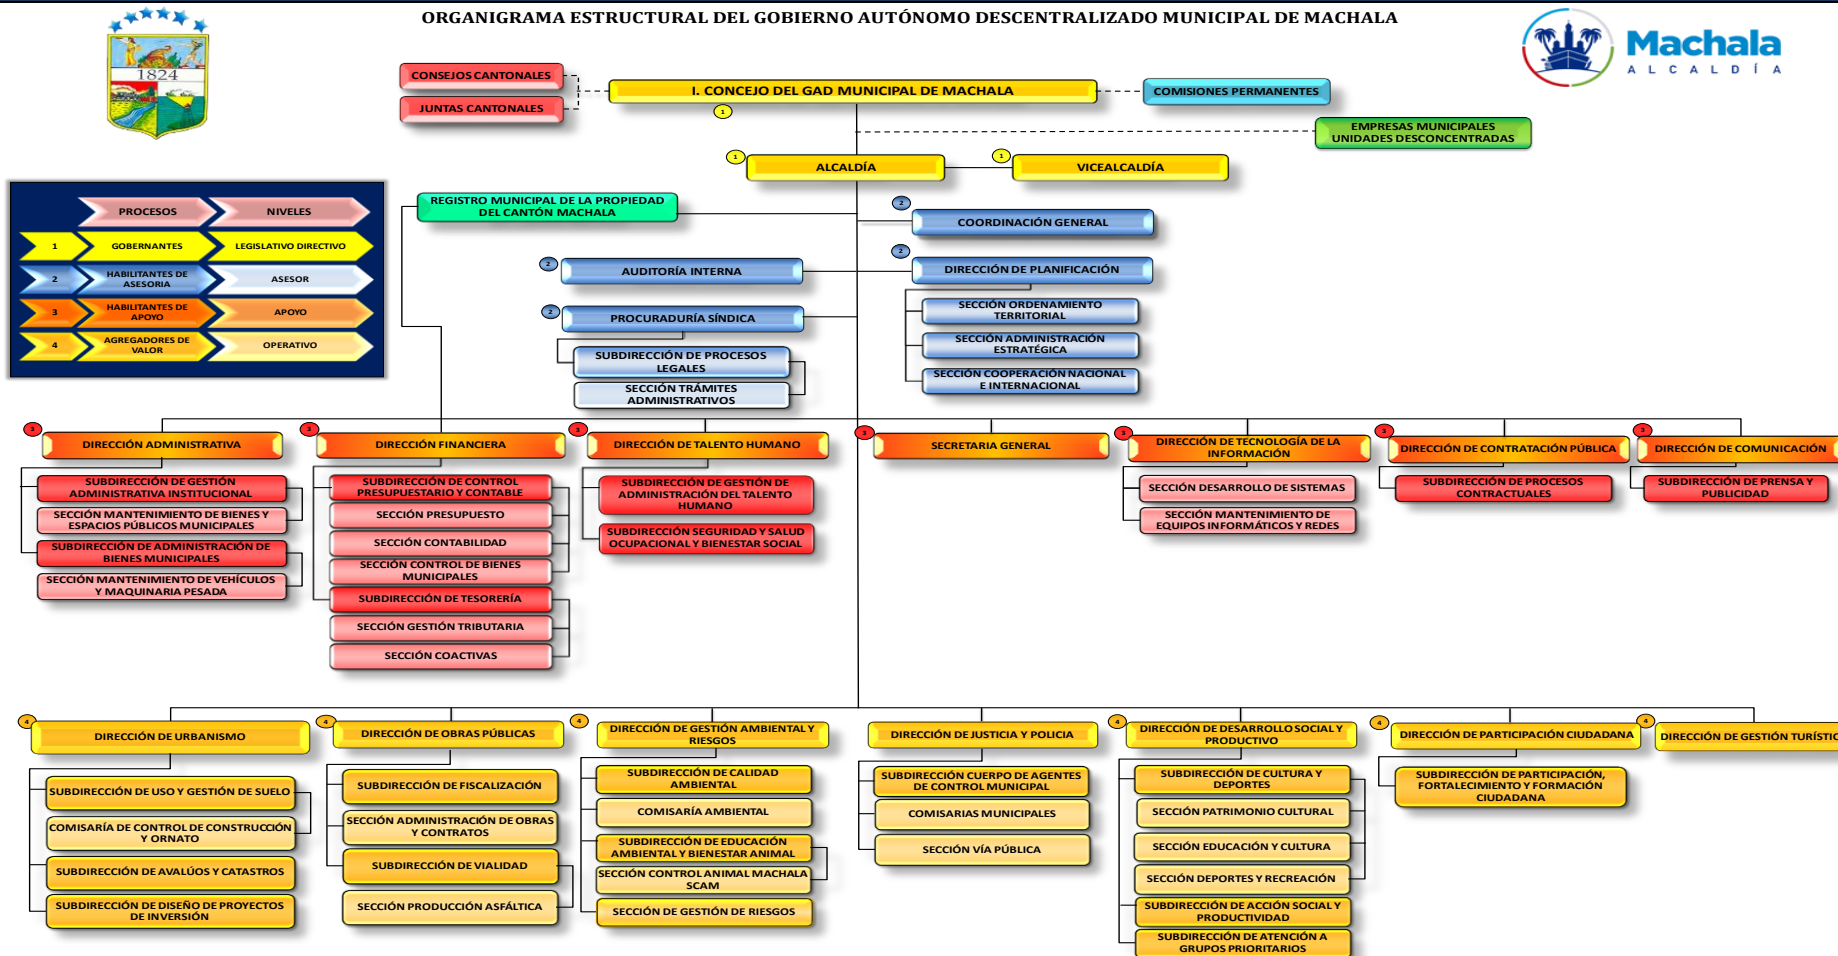 ORGANIGRAMA ESTRUCTURAL DEL GOBIERNO AUTÓNOMO DESCENTRALIZADO MUNICIPAL DE MACHALA
1824
Machala
ALCALDÍA
CONSEJOS CANTONALES
JUNTAS CANTONALES
I. CONCEJO DEL GAD MUNICIPAL DE MACHALA
1
COMISIONES PERMANENTES
EMPRESAS MUNICIPALES
UNIDADES DESCONCENTRADAS
1
ALCALDÍA
1
VICEALCALDÍA
PROCESOS
NIVELES
1
GOBERNANTES
LEGISLATIVO DIRECTIVO
2
HABILITANTES DE
ASESORIA
ASESOR
3
HABILITANTES DE
APOYO
APOYO
4
AGREGADORES DE
VALOR
OPERATIVO
REGISTRO MUNICIPAL DE LA PROPIEDAD
DEL CANTÓN MACHALA
2
COORDINACIÓN GENERAL
2
AUDITORÍA INTERNA
2
DIRECCIÓN DE PLANIFICACIÓN
SECCIÓN ORDENAMIENTO
TERRITORIAL
SECCIÓN ADMINISTRACIÓN
ESTRATÉGICA
SECCIÓN COOPERACIÓN NACIONAL
E INTERNACIONAL
2
PROCURADURÍA SÍNDICA
SUBDIRECCIÓN DE PROCESOS
LEGALES
SECCIÓN TRÁMITES
ADMINISTRATIVOS
3
DIRECCIÓN ADMINISTRATIVA
SUBDIRECCIÓN DE GESTIÓN
ADMINISTRATIVA INSTITUCIONAL
SECCIÓN MANTENIMIENTO DE BIENES Y
ESPACIOS PÚBLICOS MUNICIPALES
SUBDIRECCIÓN DE ADMINISTRACIÓN DE
BIENES MUNICIPALES
SECCIÓN MANTENIMIENTO DE VEHÍCULOS
Y MAQUINARIA PESADA
3
DIRECCIÓN FINANCIERA
SUBDIRECCIÓN DE CONTROL
PRESUPUESTARIO Y CONTABLE
SECCIÓN PRESUPUESTO
SECCIÓN CONTABILIDAD
SECCIÓN CONTROL DE BIENES
MUNICIPALES
SUBDIRECCIÓN DE TESORERÍA
SECCIÓN GESTIÓN TRIBUTARIA
SECCIÓN COACTIVAS
3
DIRECCIÓN DE TALENTO HUMANO
SUBDIRECCIÓN DE GESTIÓN DE
ADMINISTRACIÓN DEL TALENTO
HUMANO
SUBDIRECCIÓN SEGURIDAD Y SALUD
OCUPACIONAL Y BIENESTAR SOCIAL
3
SECRETARIA GENERAL
3
DIRECCIÓN DE TECNOLOGÍA DE LA
INFORMACIÓN
SECCIÓN DESARROLLO DE SISTEMAS
SECCIÓN MANTENIMIENTO DE
EQUIPOS INFORMÁTICOS Y REDES
3
DIRECCIÓN DE CONTRATACIÓN PÚBLICA
SUBDIRECCIÓN DE PROCESOS
CONTRACTUALES
3
DIRECCIÓN DE COMUNICACIÓN
SUBDIRECCIÓN DE PRENSA Y
PUBLICIDAD
4
DIRECCIÓN DE URBANISMO
SUBDIRECCIÓN DE USO Y GESTIÓN DE SUELO
COMISARÍA DE CONTROL DE CONSTRUCCIÓN
Y ORNATO
SUBDIRECCIÓN DE AVALÚOS Y CATASTROS
SUBDIRECCIÓN DE DISEÑO DE PROYECTOS
DE INVERSIÓN
4
DIRECCIÓN DE OBRAS PÚBLICAS
SUBDIRECCIÓN DE FISCALIZACIÓN
SECCIÓN ADMINISTRACIÓN DE OBRAS
Y CONTRATOS
SUBDIRECCIÓN DE VIALIDAD
SECCIÓN PRODUCCIÓN ASFÁLTICA
4
DIRECCIÓN DE GESTIÓN AMBIENTAL Y
RIESGOS
SUBDIRECCIÓN DE CALIDAD
AMBIENTAL
COMISARÍA AMBIENTAL
SUBDIRECCIÓN DE EDUCACIÓN
AMBIENTAL Y BIENESTAR ANIMAL
SECCIÓN CONTROL ANIMAL MACHALA
SCAM
SECCIÓN DE GESTIÓN DE RIESGOS
DIRECCIÓN DE JUSTICIA Y POLICIA
SUBDIRECCIÓN CUERPO DE AGENTES
DE CONTROL MUNICIPAL
COMISARIAS MUNICIPALES
SECCIÓN VÍA PÚBLICA
4
DIRECCIÓN DE DESARROLLO SOCIAL Y
PRODUCTIVO
SUBDIRECCIÓN DE CULTURA Y
DEPORTES
SECCIÓN PATRIMONIO CULTURAL
SECCIÓN EDUCACIÓN Y CULTURA
SECCIÓN DEPORTES Y RECREACIÓN
SUBDIRECCIÓN DE ACCIÓN SOCIAL Y
PRODUCTIVIDAD
SUBDIRECCIÓN DE ATENCIÓN A
GRUPOS PRIORITARIOS
4
DIRECCIÓN DE PARTICIPACIÓN CIUDADANA
SUBDIRECCIÓN DE PARTICIPACIÓN,
FORTALECIMIENTO Y FORMACIÓN
CIUDADANA
4
DIRECCIÓN DE GESTIÓN TURÍSTIC